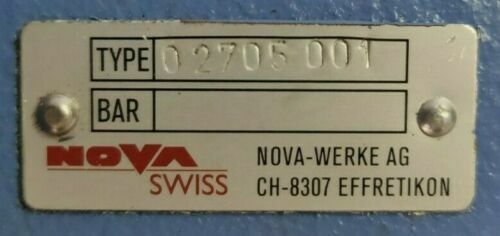 TYPE 02705 001
BAR
NOVA SWISS
NOVA-WERKE AG
CH-8307 EFFRETIKON